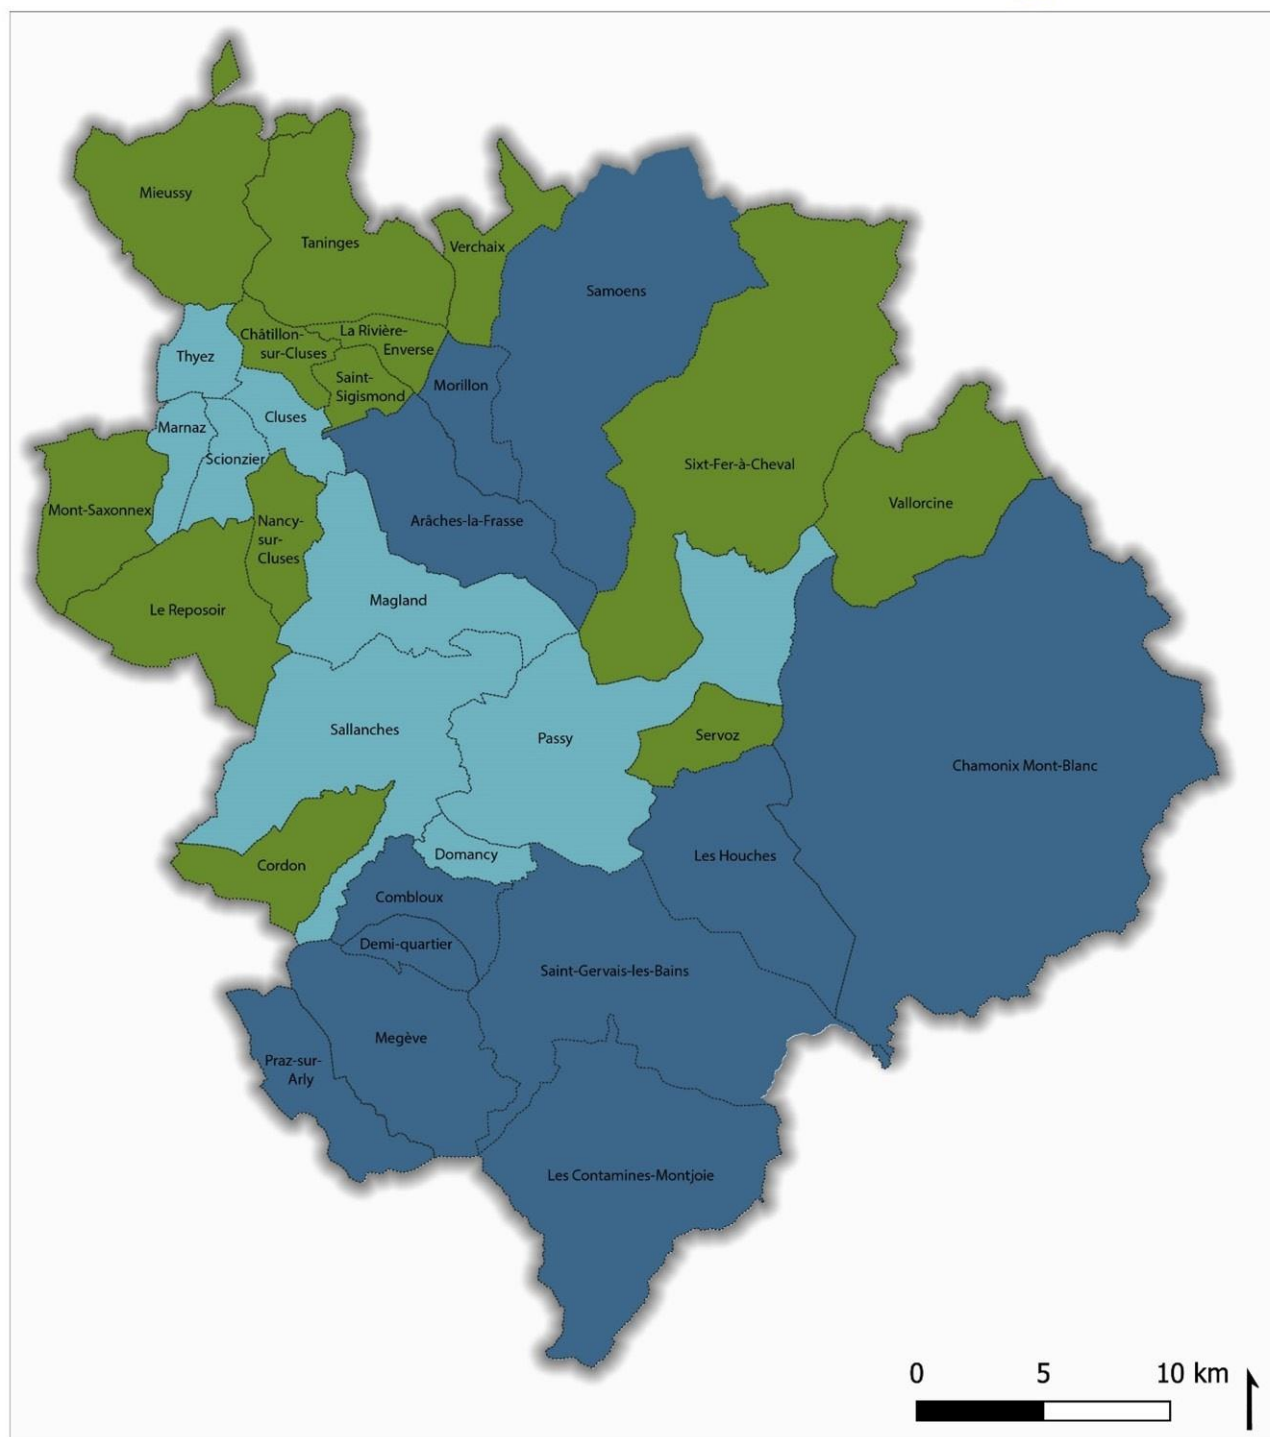 Mieussy
Taninges
Verchaix
Samoens
Châtillon-
sur-Cluses
La Rivière-
Enverse
Thyez
Saint-
Sigismond
Morillon
Cluses
Marnaz
Scionzier
Sixt-Fer-à-Cheval
Vallorcine
Mont-Saxonnex
Nancy-
sur-
Cluses
Arâches-la-Frasse
Le Reposoir
Magland
Sallanches
Passy
Servoz
Chamonix Mont-Blanc
Cordon
Domancy
Les Houches
Combloux
Demi-quartier
Saint-Gervais-les-Bains
Megève
Praz-sur-
Arly
Les Contamines-Montjoie
0 5 10 km